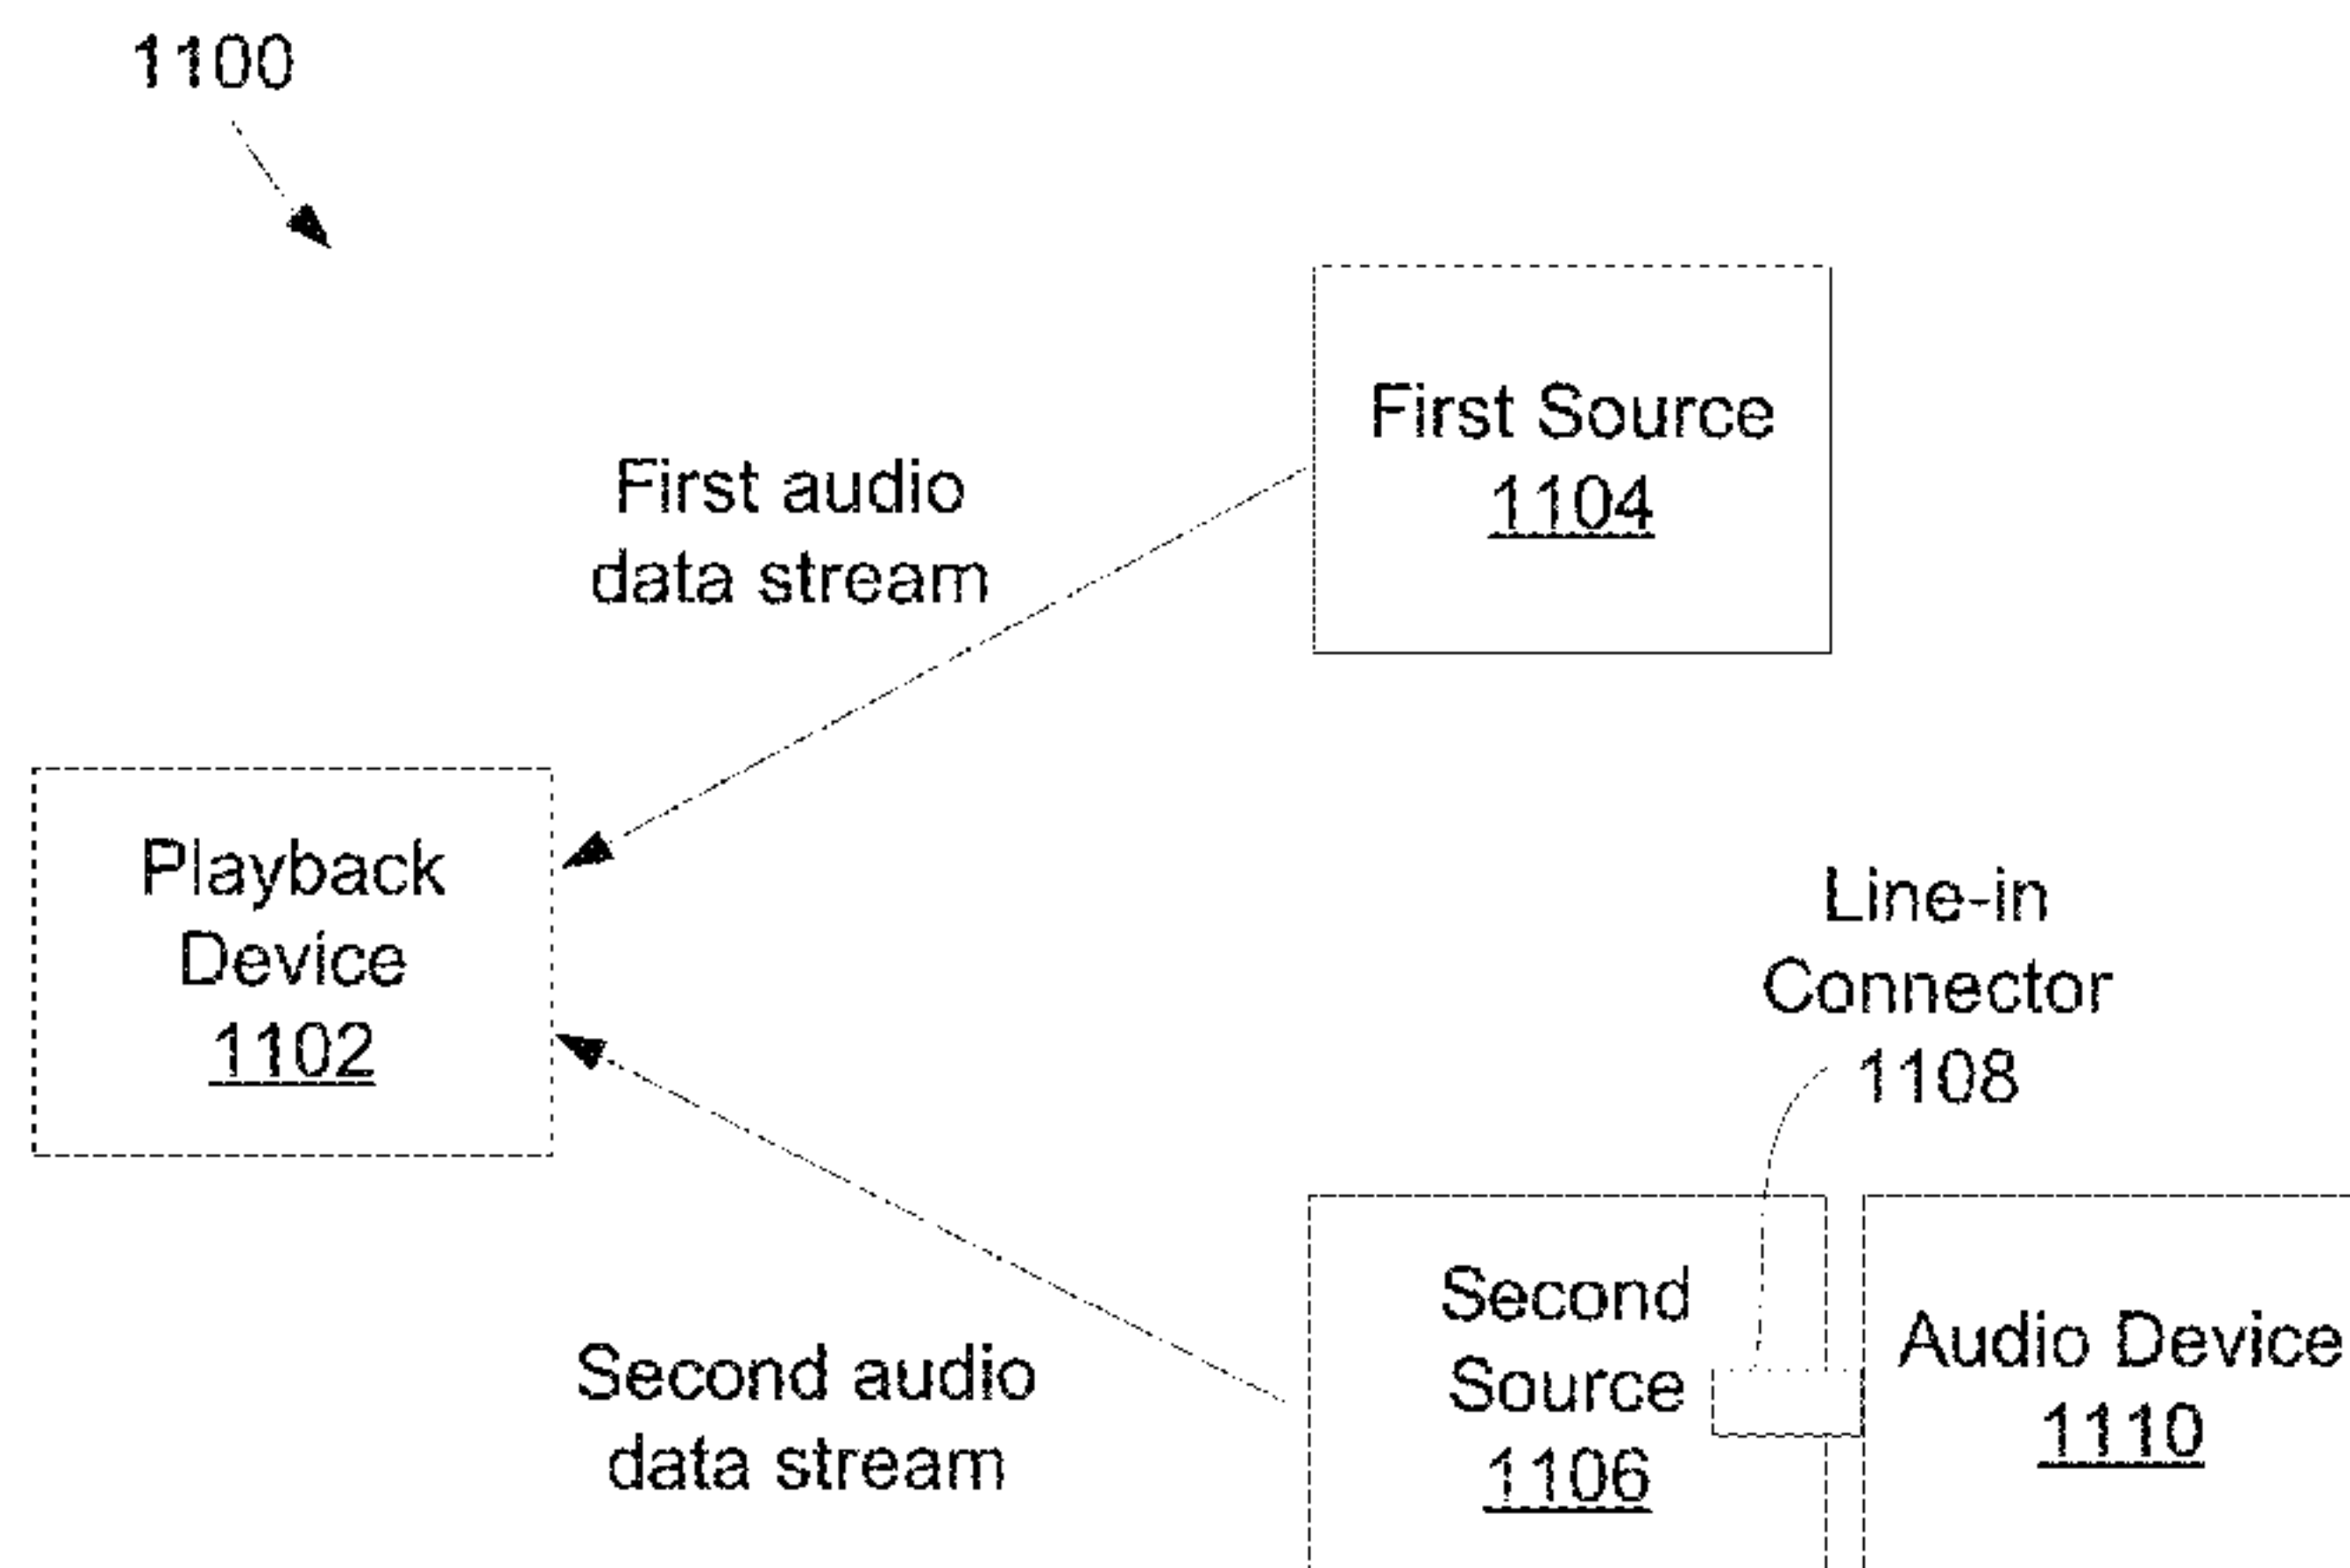 1100
First Source
1104
First audio
data stream
Playback
Device
1102
Line-in
Connector
1108
Second
Source
1106
Audio Device
1110
Second audio
data stream